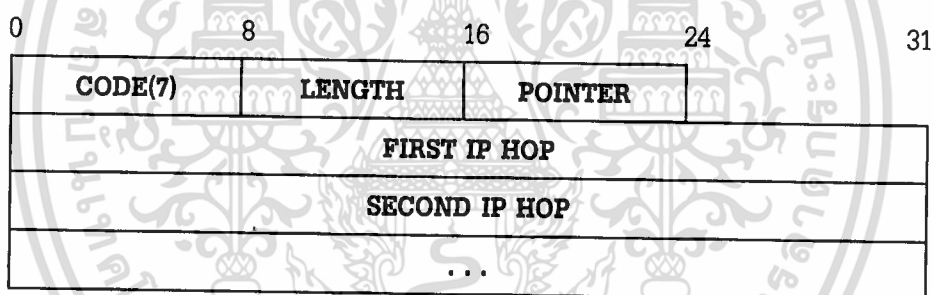 0 8 16 24 31
CODE(7) LENGTH POINTER
FIRST IP HOP
SECOND IP HOP
...